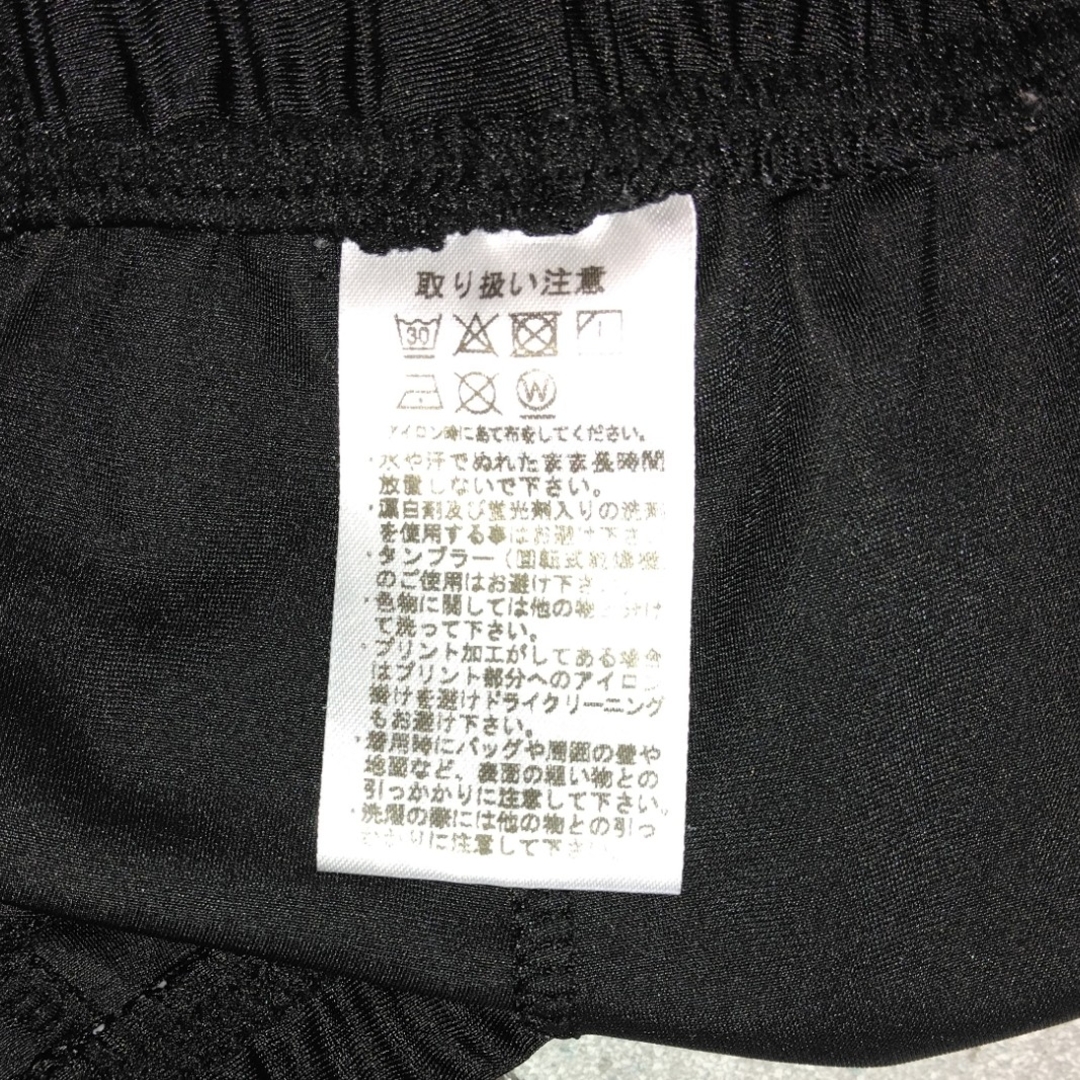 取り扱い注意
30
W
アイロン時にあて布をしてください。
・水や汗でぬれたまま長時間
放置しないで下さい。
・漂白剤及び蛍光剤入りの洗剤
を使用する事はお避け下さ
・タンブラー(回転式乾燥機
のご使用はお避け下さ
・色物に関しては他の物と分け
て洗って下さい。
・プリント加工がしてある場合
はプリント部分へのアイロン
掛けを避けドライクリーニング
もお避け下さい。
・着用時にバッグや周囲の壁や
地面など、表面の粗い物との
引っかかりに注意して下さい。
・洗濯の際には他の物との引っ
かかりに注意して下さ